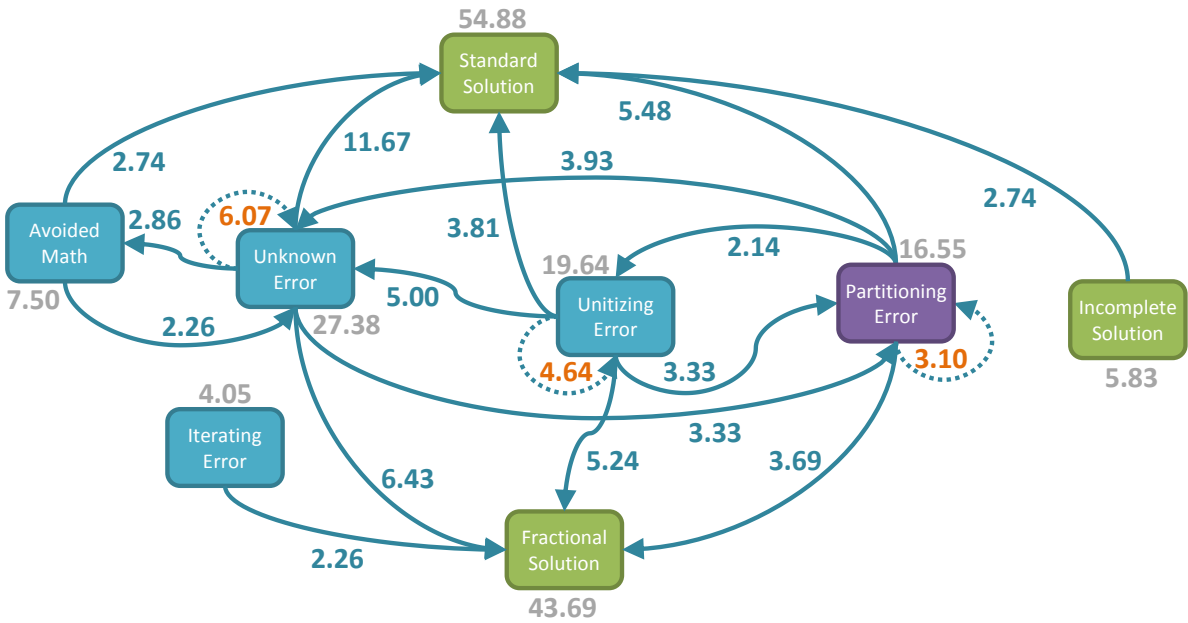 54.88
Standard
Solution
5.48
11.67
3.93
2.74
2.74
6.07
Avoided
Math
2.86
7.50
Unknown
Error
27.38
3.81
2.14
19.64
16.55
5.00
Unitizing
Error
Partitioning
Error
Incomplete
Solution
5.83
2.26
4.64
3.33
3.10
4.05
Iterating
Error
3.33
6.43
5.24
3.69
2.26
Fractional
Solution
43.69